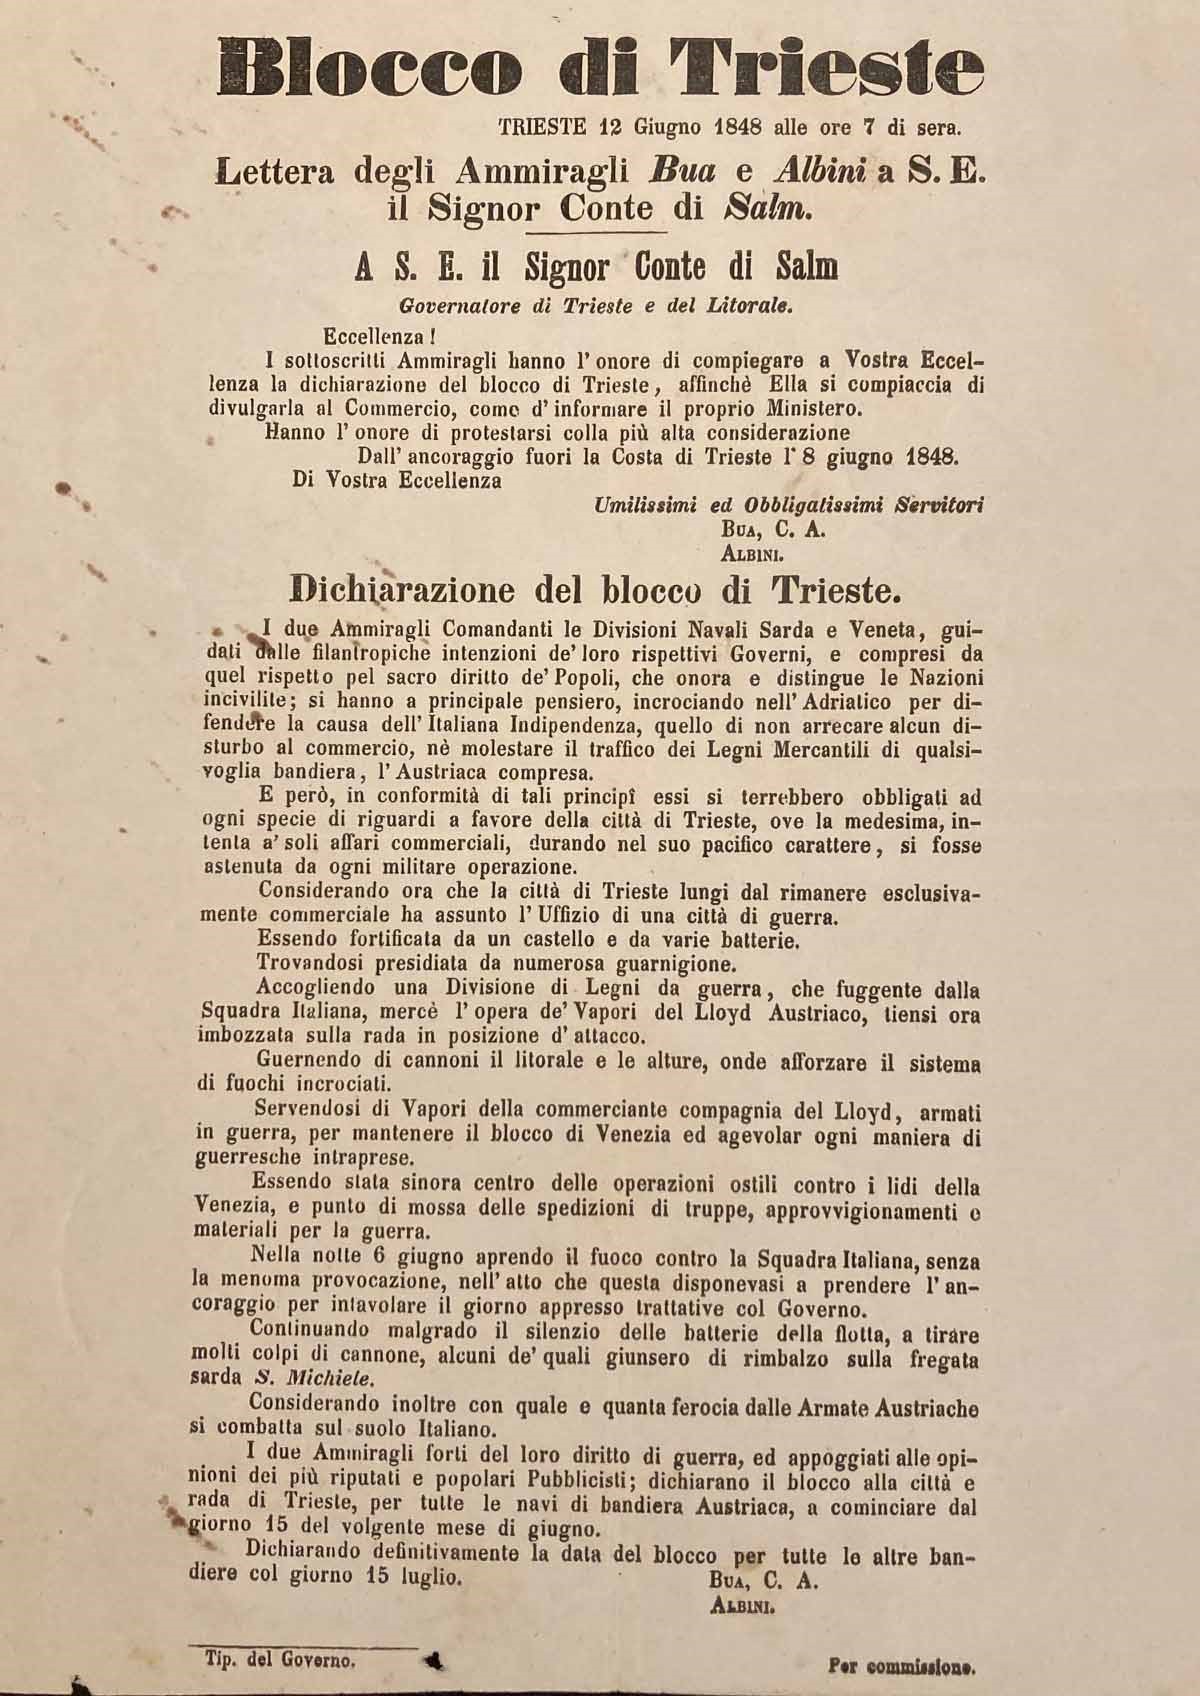 Blocco di Trieste
TRIESTE 12 Giugno 1848 alle ore 7 di sera.
Lettera degli Ammiragli Bua e Albini a S. E.
il Signor Conte di Salm.
A S. E. il Signor Conte di Salm
Governatore di Trieste e del Litorale.
Eccellenza !
I sottoscritti Ammiragli hanno l' onore di compiegare a Vostra Eccel-
lenza la dichiarazione del blocco di Trieste, affinchè Ella si compiaccia di
divulgarla al Commercio, come d' informare il proprio Ministero.
Hanno l' onore di protestarsi colla più alta considerazione
Dall' ancoraggio fuori la Costa di Trieste l' 8 giugno 1848.
Di Vostra Eccellenza
Umilissimi ed Obbligatissimi Servitori
BUA, C. A.
ALBINI.
Dichiarazione del blocco di Trieste.
I due Ammiragli Comandanti le Divisioni Navali Sarda e Veneta, gui-
dati dalle filantropiche intenzioni de' loro rispettivi Governi, e compresi da
quel rispetto pel sacro diritto de' Popoli, che onora e distingue le Nazioni
incivilite; si hanno a principale pensiero, incrociando nell' Adriatico per di-
fendere la causa dell' Italiana Indipendenza, quello di non arrecare alcun di-
sturbo al commercio, nè molestare il traffico dei Legni Mercantili di qualsi-
voglia bandiera, l' Austriaca compresa.
E però, in conformità di tali principî essi si terrebbero obbligati ad
ogni specie di riguardi a favore della città di Trieste, ove la medesima, in-
tenta a' soli affari commerciali, durando nel suo pacifico carattere, si fosse
astenuta da ogni militare operazione.
Considerando ora che la città di Trieste lungi dal rimanere esclusiva-
mente commerciale ha assunto l' Uffizio di una città di guerra.
Essendo fortificata da un castello e da varie batterie.
Trovandosi presidiata da numerosa guarnigione.
Accogliendo una Divisione di Legni da guerra, che fuggente dalla
Squadra Italiana, mercè l' opera de' Vapori del Lloyd Austriaco, tiensi ora
imbozzata sulla rada in posizione d' attacco.
Guernendo di cannoni il litorale e le alture, onde afforzare il sistema
di fuochi incrociati.
Servendosi di Vapori della commerciante compagnia del Lloyd, armati
in guerra, per mantenere il blocco di Venezia ed agevolar ogni maniera di
guerresche intraprese.
Essendo stata sinora centro delle operazioni ostili contro i lidi della
Venezia, e punto di mossa delle spedizioni di truppe, approvvigionamenti e
materiali per la guerra.
Nella notte 6 giugno aprendo il fuoco contro la Squadra Italiana, senza
la menoma provocazione, nell' atto che questa disponevasi a prendere l' an-
coraggio per intavolare il giorno appresso trattative col Governo.
Continuando malgrado il silenzio delle batterie della flotta, a tirare
molti colpi di cannone, alcuni de' quali giunsero di rimbalzo sulla fregata
sarda S. Michiele.
Considerando inoltre con quale e quanta ferocia dalle Armate Austriache
si combatta sul suolo Italiano.
I due Ammiragli forti del loro diritto di guerra, ed appoggiati alle opi-
nioni dei più riputati e popolari Pubblicisti; dichiarano il blocco alla città e
rada di Trieste, per tutte le navi di bandiera Austriaca, a cominciare dal
giorno 15 del volgente mese di giugno.
Dichiarando definitivamente la data del blocco per tutte le altre ban-
diere col giorno 15 luglio.
BUA, C. A.
ALBINI.
Tip. del Governo.
Per commissione.